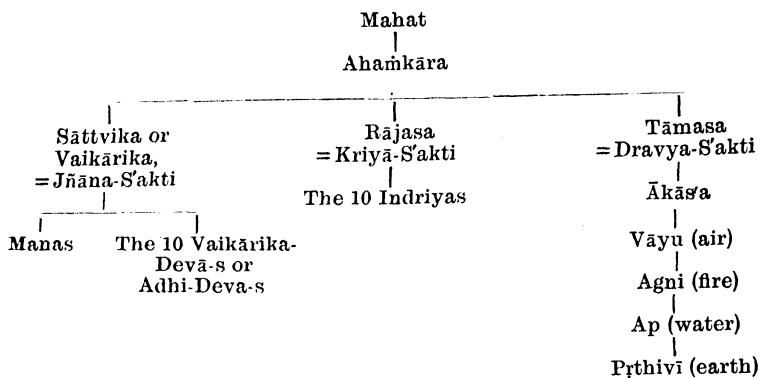 Mahat
Ahaṁkāra
Sāttvika or
Vaikārika,
=Jñāna-S'akti
Rājasa
=Kriyā-S'akti
Tāmasa
=Dravya-S'akti
The 10 Indriyas
Ākās'a
Manas
The 10 Vaikārika-
Devā-s or
Adhi-Deva-s
Vāyu (air)
Agni (fire)
Ap (water)
Pṛthivī (earth)